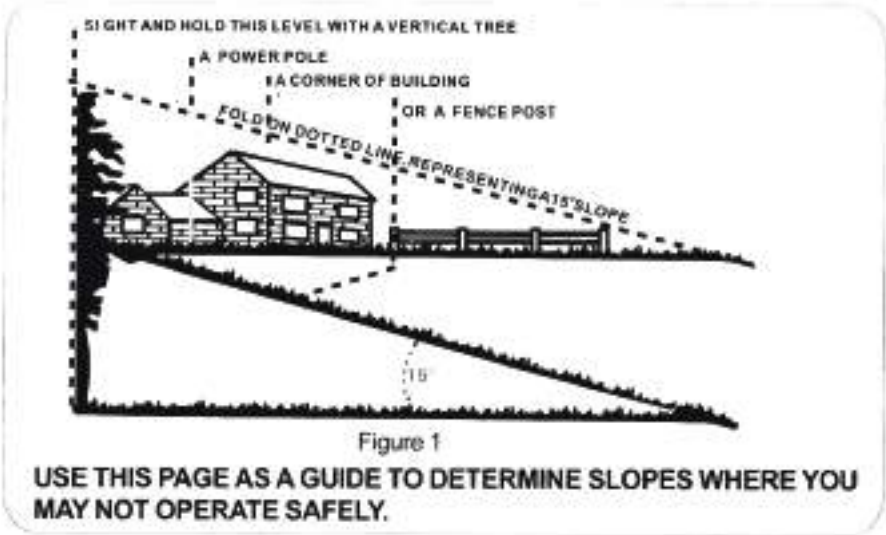 SIGHT AND HOLD THIS LEVEL WITH A VERTICAL TREE
A POWER POLE
A CORNER OF BUILDING
OR A FENCE POST
FOLD ON DOTTED LINE, REPRESENTING A 15° SLOPE
15°
Figure 1
USE THIS PAGE AS A GUIDE TO DETERMINE SLOPES WHERE YOU
MAY NOT OPERATE SAFELY.